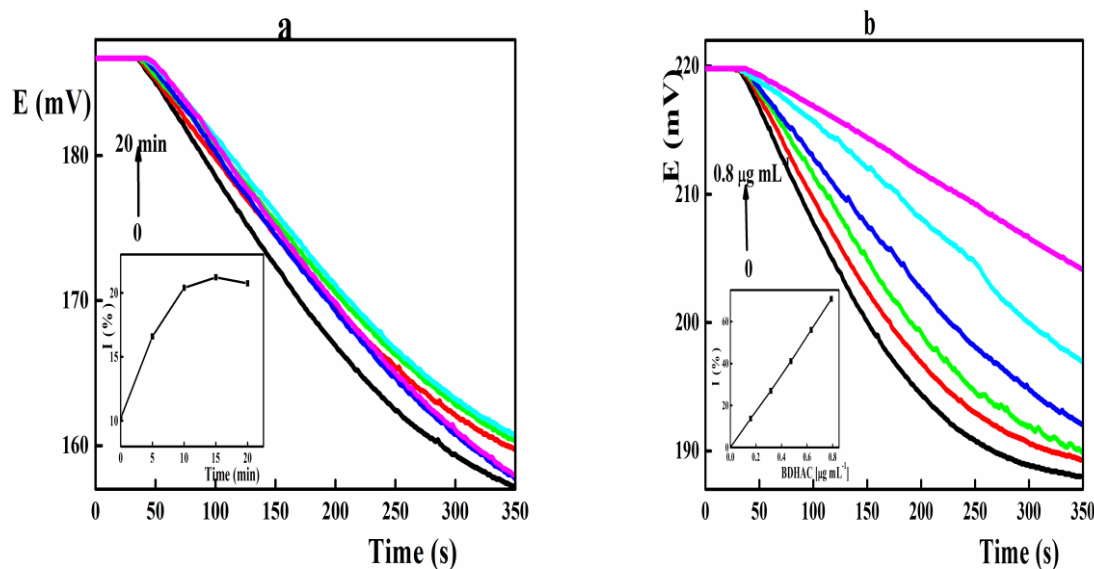 a
E (mV)
180
170
160
20 min
0
I (%)
20
15
10
0 5 10 15 20
Time (min)
0 50 100 150 200 250 300 350
Time (s)
b
E (mV)
220
210
200
190
0.8 μg mL
0
I (%)
60
40
20
0
0.0 0.2 0.4 0.6 0.8
BDHAC [μg mL⁻¹]
0 50 100 150 200 250 300 350
Time (s)